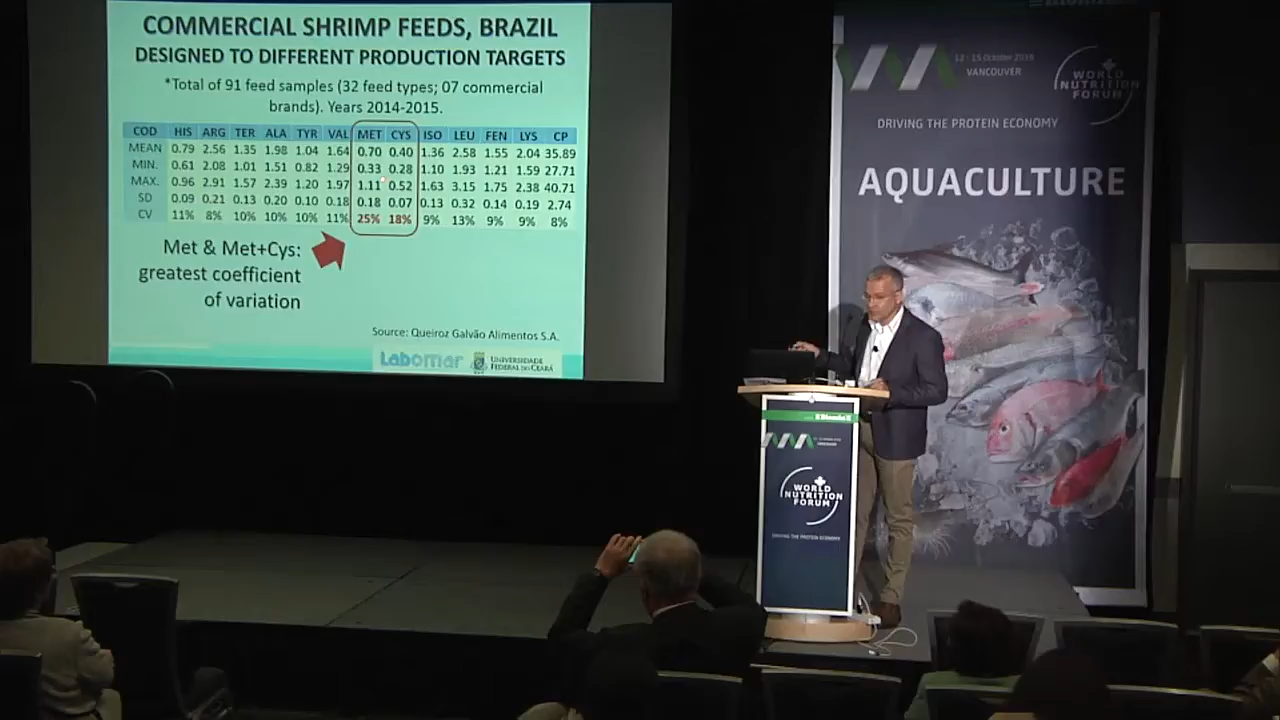 COMMERCIAL SHRIMP FEEDS, BRAZIL
DESIGNED TO DIFFERENT PRODUCTION TARGETS
*Total of 91 feed samples (32 feed types; 07 commercial
brands). Years 2014-2015.
COD HIS ARG TER ALA TYR VAL MET CYS ISO LEU FEN LYS CP
MEAN 0.79 2.56 1.35 1.98 1.04 1.64 0.70 0.40 1.36 2.58 1.55 2.04 35.89
MIN. 0.61 2.08 1.01 1.51 0.82 1.29 0.33 0.28 1.10 1.93 1.21 1.59 27.71
MAX. 0.96 2.91 1.57 2.39 1.20 1.97 1.11 0.52 1.63 3.15 1.75 2.38 40.71
SD 0.09 0.21 0.13 0.20 0.10 0.18 0.18 0.07 0.13 0.32 0.14 0.19 2.74
CV 11% 8% 10% 10% 10% 11% 25% 18% 9% 13% 9% 9% 8%
Met & Met+Cys:
greatest coefficient
of variation
Source: Queiroz Galvão Alimentos S.A.
Labomar
UNIVERSIDADE
FEDERAL DO CEARÁ
12 - 15 October 2016
VANCOUVER
WORLD
NUTRITION
FORUM
DRIVING THE PROTEIN ECONOMY
AQUACULTURE
VANCOUVER
WORLD
NUTRITION
FORUM
DRIVING THE PROTEIN ECONOMY